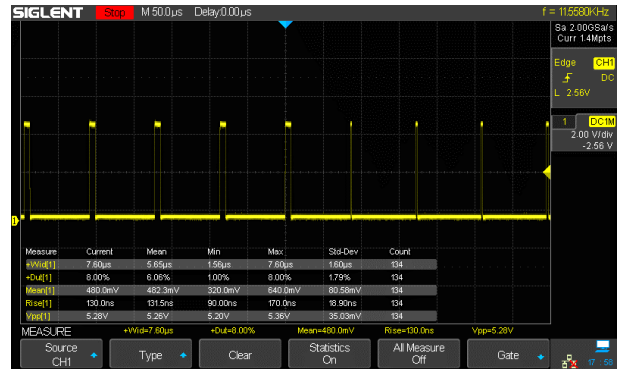 SIGLENT Stop M 50.0µs Delay:0.00µs f = 11.5580KHz
Sa 2.00GSa/s
Curr 1.4Mpts
Edge CH1
DC
L 2.56V
1 DC1M
2.00 V/div
-2.56 V
1
Measure Current Mean Min Max Std-Dev Count
+Wid[1] 7.60µs 5.65µs 1.56µs 7.60µs 1.60µs 134
+Dut[1] 8.00% 6.06% 1.00% 8.00% 1.79% 134
Mean[1] 480.0mV 482.3mV 320.0mV 640.0mV 80.58mV 134
Rise[1] 130.0ns 131.5ns 90.00ns 170.0ns 18.90ns 134
Vpp[1] 5.28V 5.26V 5.20V 5.36V 35.03mV 134
MEASURE +Wid=7.60µs +Dut=8.00% Mean=480.0mV Rise=130.0ns Vpp=5.28V
Source
CH1
Type
Clear
Statistics
On
All Measure
Off
Gate
17:58